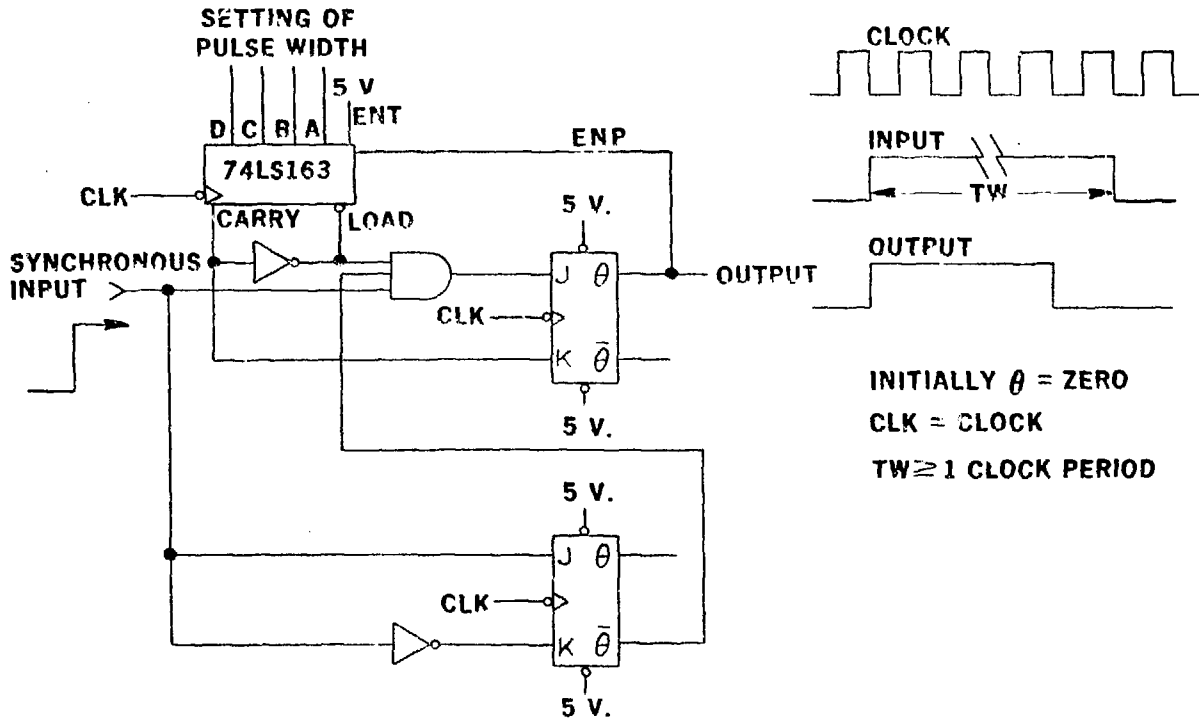 SETTING OF
PULSE WIDTH
5 V
ENT
D C B A
ENP
74LS163
CLK
CARRY
LOAD
5 V.
SYNCHRONOUS
INPUT
J θ
OUTPUT
CLK
K θ̄
5 V.
5 V.
J θ
CLK
K θ̄
5 V.
CLOCK
INPUT
TW
OUTPUT
INITIALLY θ = ZERO
CLK = CLOCK
TW ≥ 1 CLOCK PERIOD